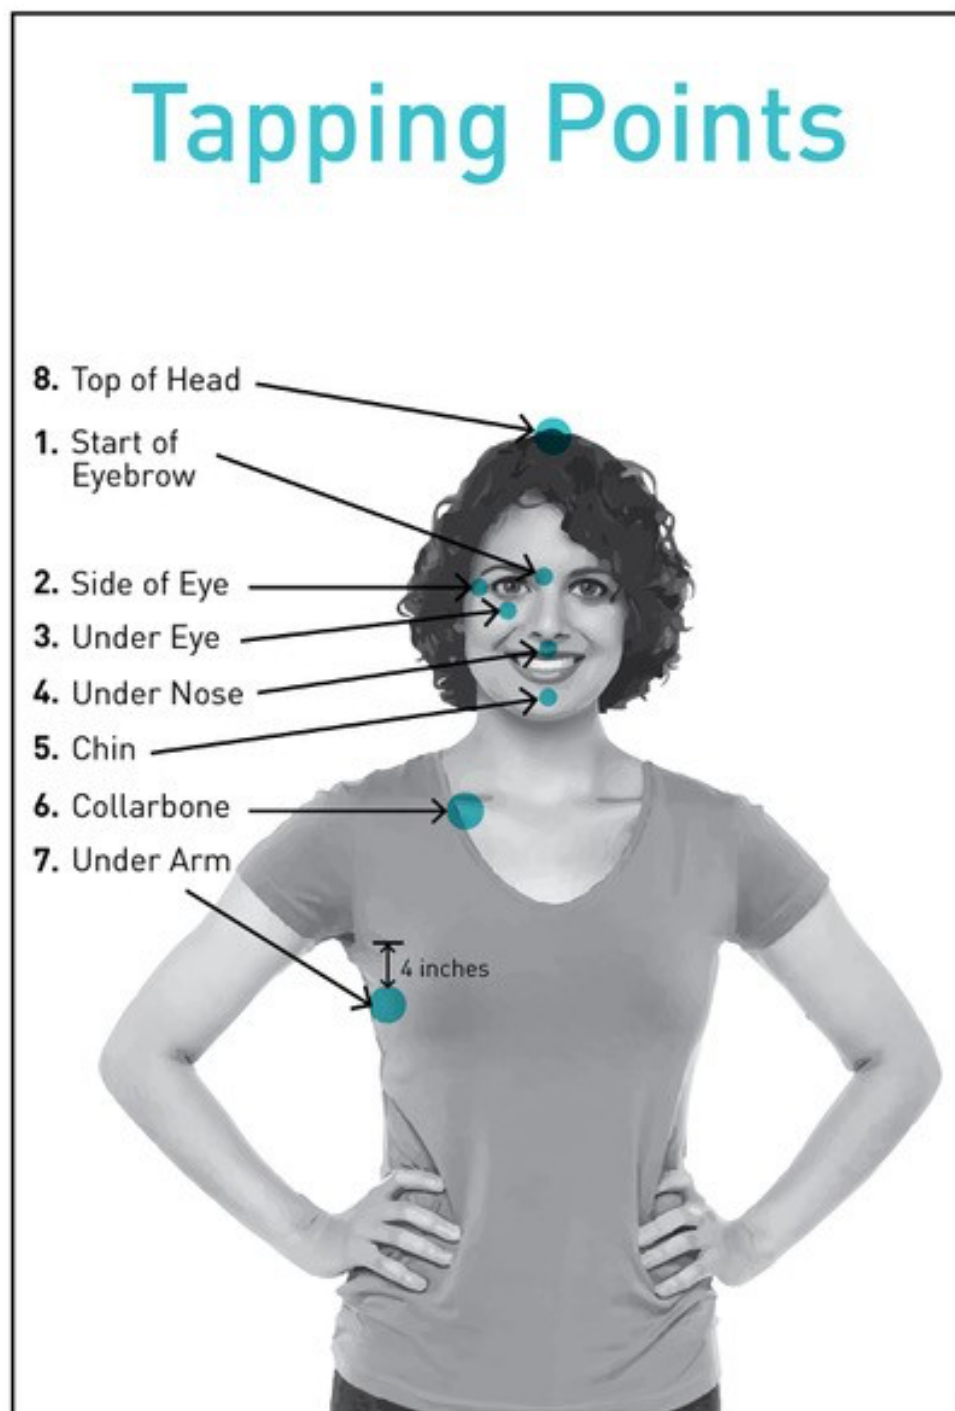 Tapping Points
8. Top of Head
1. Start of
Eyebrow
2. Side of Eye
3. Under Eye
4. Under Nose
5. Chin
6. Collarbone
7. Under Arm
4 inches